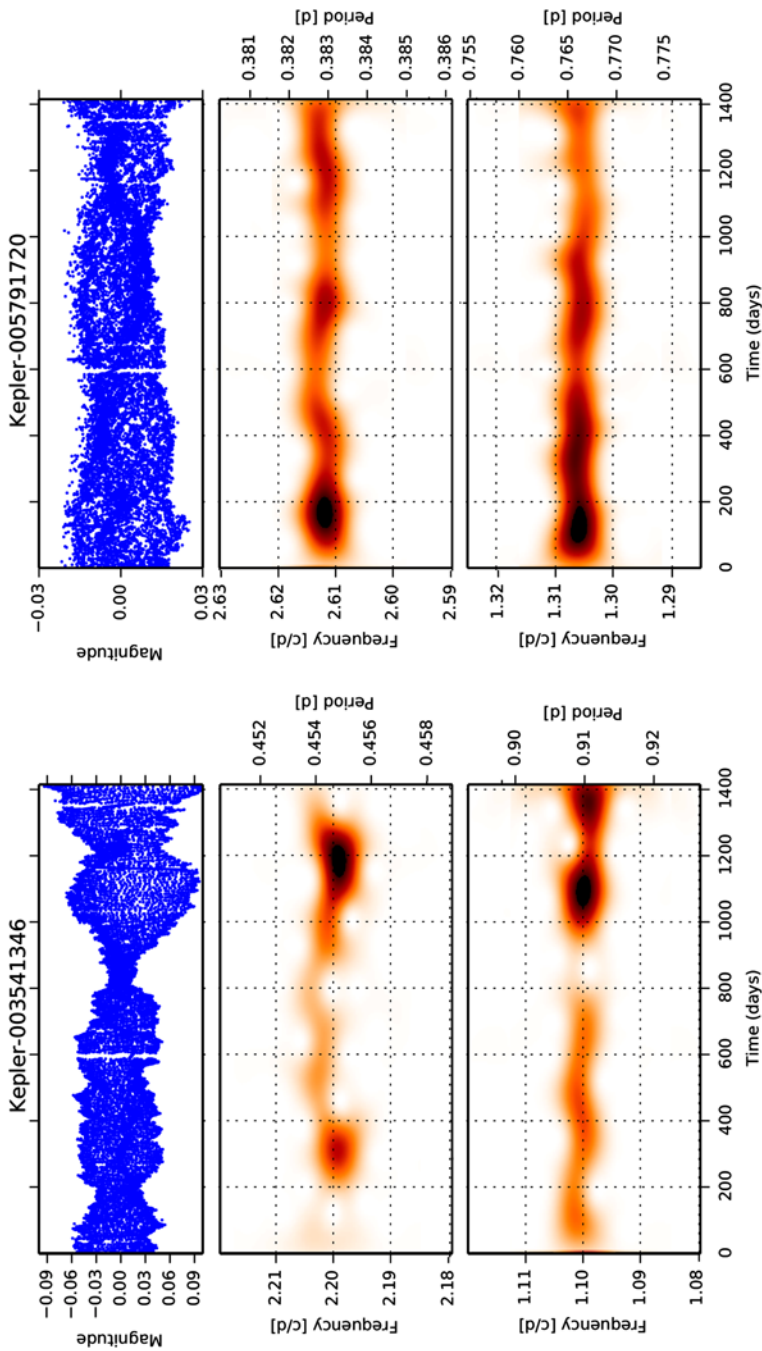 Kepler-003541346
Magnitude
−0.09
−0.06
−0.03
0.00
0.03
0.06
0.09
Frequency [c/d]
2.21
2.20
2.19
2.18
Period [d]
0.452
0.454
0.456
0.458
Frequency [c/d]
1.11
1.10
1.09
1.08
Period [d]
0.90
0.91
0.92
0 200 400 600 800 1000 1200 1400
Time (days)
Kepler-005791720
Magnitude
−0.03
0.00
0.03
Frequency [c/d]
2.63
2.62
2.61
2.60
2.59
Period [d]
0.381
0.382
0.383
0.384
0.385
0.386
Frequency [c/d]
1.32
1.31
1.30
1.29
Period [d]
0.755
0.760
0.765
0.770
0.775
0 200 400 600 800 1000 1200 1400
Time (days)